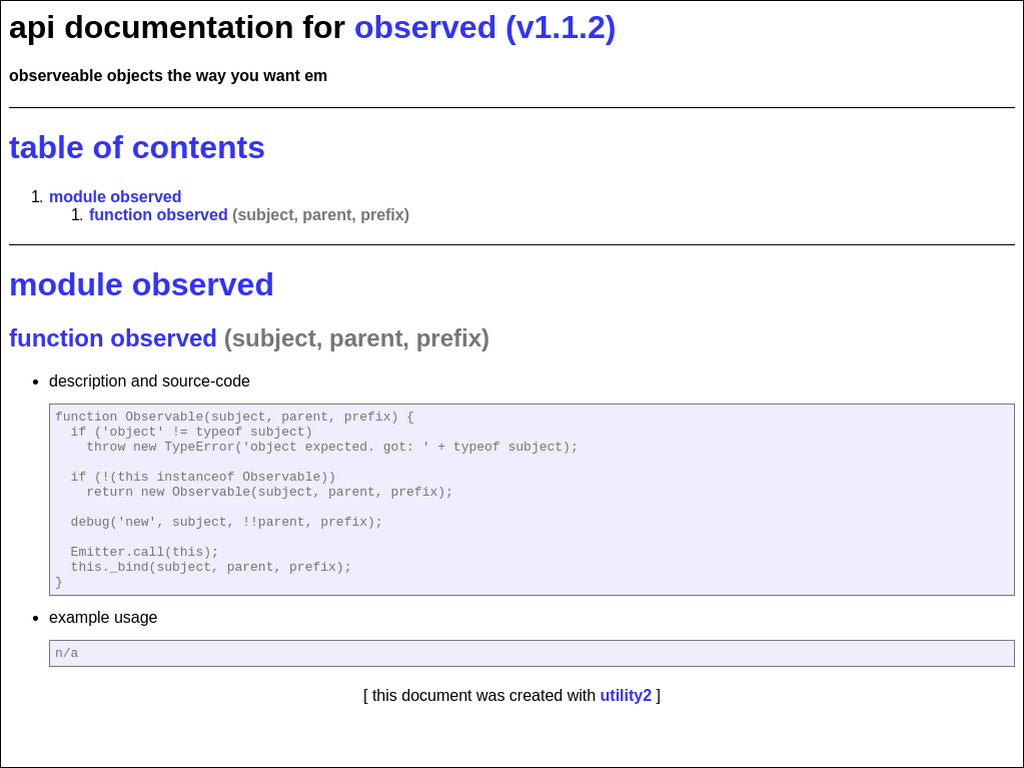 api documentation for observed (v1.1.2)
observeable objects the way you want em
table of contents
1. module observed
1. function observed (subject, parent, prefix)
module observed
function observed (subject, parent, prefix)
• description and source-code
function Observable(subject, parent, prefix) {
  if ('object' != typeof subject)
    throw new TypeError('object expected. got: ' + typeof subject);
  if (!(this instanceof Observable))
    return new Observable(subject, parent, prefix);
  debug('new', subject, !!parent, prefix);
  Emitter.call(this);
  this._bind(subject, parent, prefix);
}
• example usage
n/a
[ this document was created with utility2 ]